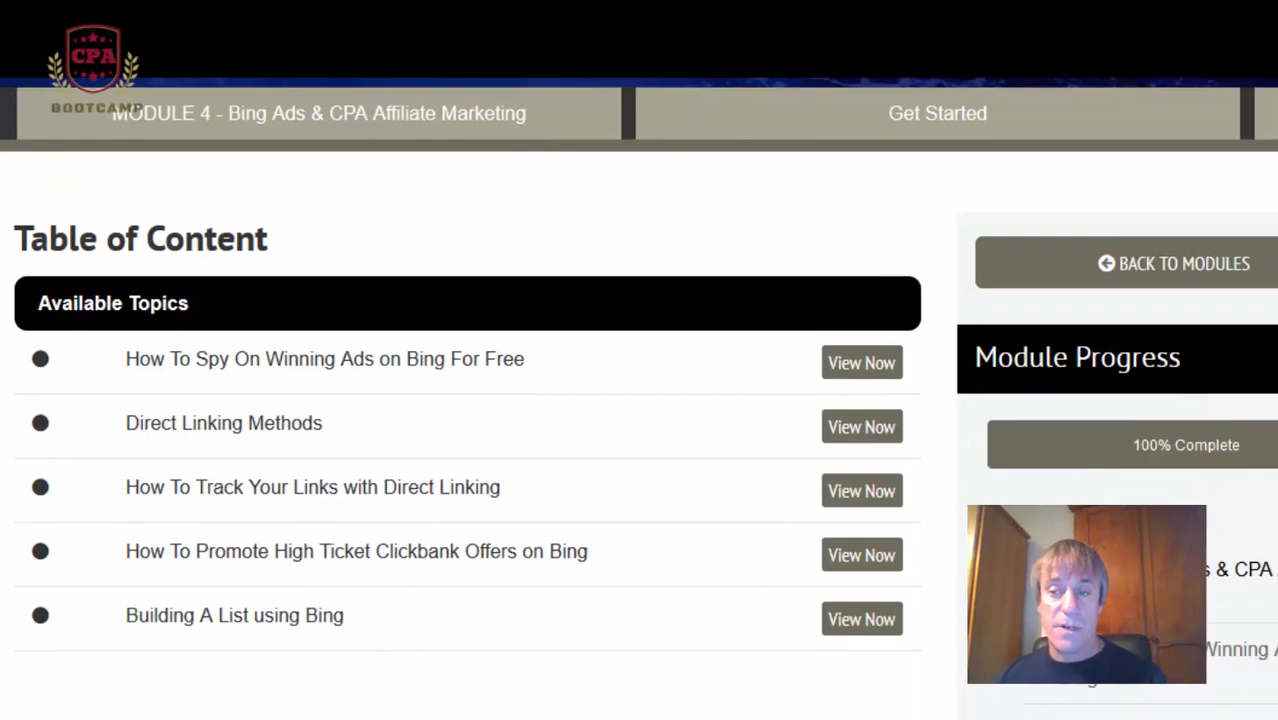 CPA
BOOTCAMP
MODULE 4 - Bing Ads & CPA Affiliate Marketing
Get Started
Table of Content
BACK TO MODULES
Available Topics
Module Progress
How To Spy On Winning Ads on Bing For Free
View Now
Direct Linking Methods
View Now
100% Complete
How To Track Your Links with Direct Linking
View Now
How To Promote High Ticket Clickbank Offers on Bing
View Now
& CPA
Building A List using Bing
View Now
Winning